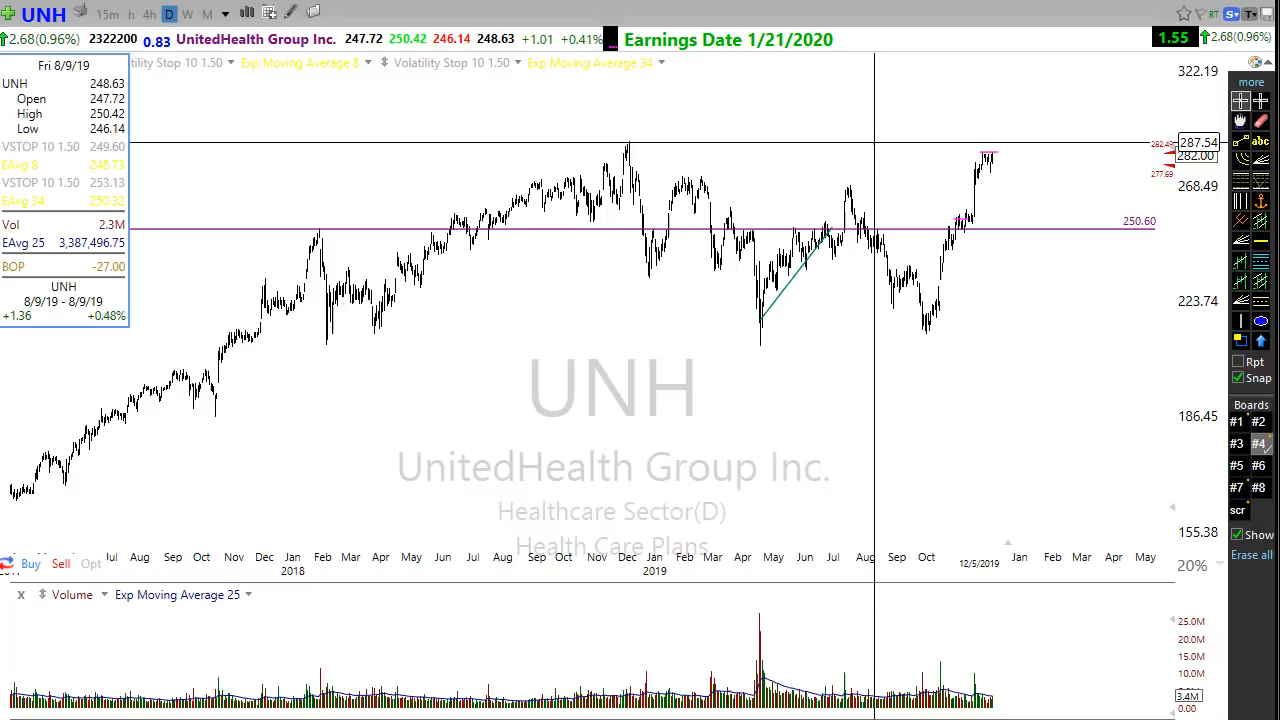 UNH 15m h 4h D W M RT S T
2.68(0.96%) 2322200 0.83 UnitedHealth Group Inc. 247.72 250.42 246.14 248.63 +1.01 +0.41% Earnings Date 1/21/2020 1.55 2.68(0.96%)
Fri 8/9/19
tility Stop 10 1.50 Exp Moving Average 8 Volatility Stop 10 1.50 Exp Moving Average 34
UNH 248.63
Open 247.72
High 250.42
Low 246.14
VSTOP 10 1.50 249.60
EAvg 8 248.73
VSTOP 10 1.50 253.13
EAvg 34 250.32
Vol 2.3M
EAvg 25 3,387,496.75
BOP -27.00
UNH
8/9/19 - 8/9/19
+1.36 +0.48%
322.19
287.54
282.49
282.00
277.69
268.49
250.60
223.74
186.45
155.38
20%
UNH
UnitedHealth Group Inc.
Healthcare Sector(D)
Health Care Plans
Jul Aug Sep Oct Nov Dec Jan Feb Mar Apr May Jun Jul Aug Sep Oct Nov Dec Jan Feb Mar Apr May Jun Jul Aug Sep Oct 12/5/2019 Jan Feb Mar Apr May
2018 2019
Buy Sell Opt
x Volume Exp Moving Average 25
25.0M
20.0M
15.0M
10.0M
3.4M
0.00
more
abc
Rpt
Snap
Boards
#1 #2
#3 #4
#5 #6
#7 #8
scr
Show
Erase all